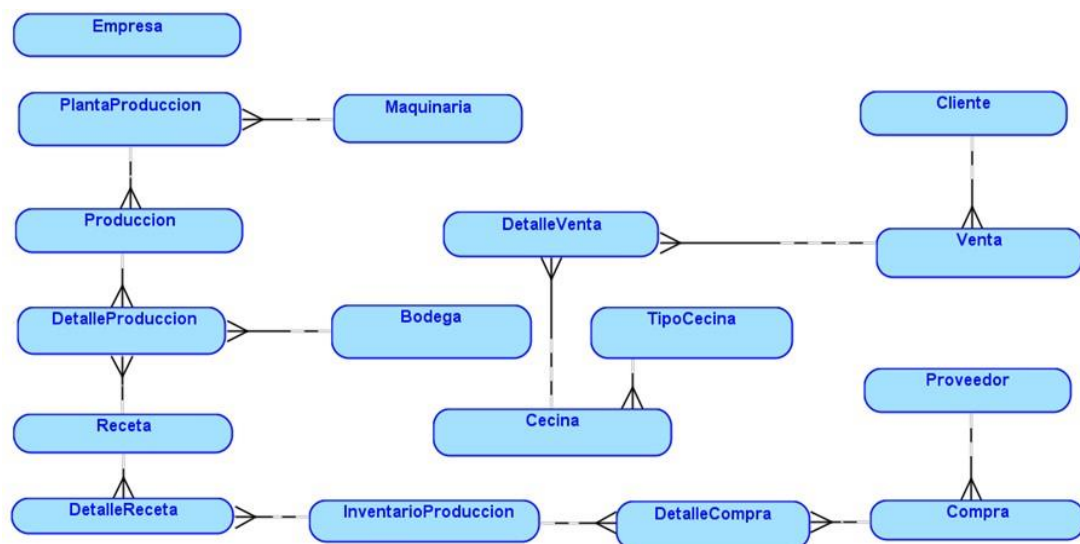 Empresa
PlantaProduccion
Maquinaria
Cliente
Produccion
DetalleVenta
Venta
DetalleProduccion
Bodega
TipoCecina
Proveedor
Receta
Cecina
DetalleReceta
InventarioProduccion
DetalleCompra
Compra